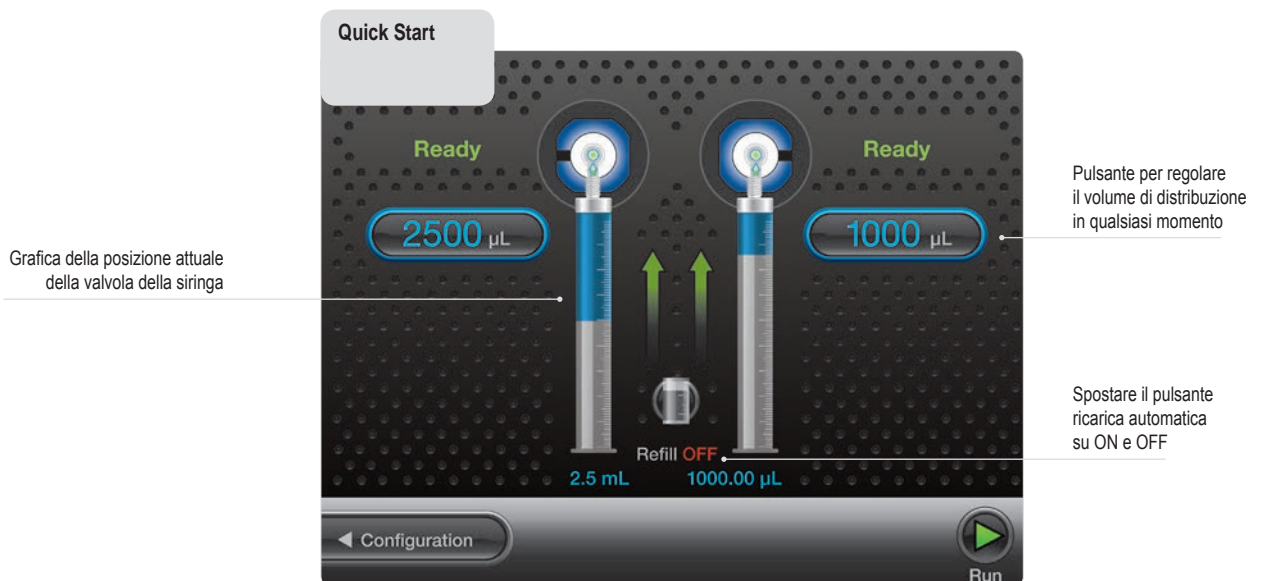 Quick Start
Ready
Ready
2500 µL
1000 µL
Pulsante per regolare
il volume di distribuzione
in qualsiasi momento
Grafica della posizione attuale
della valvola della siringa
Spostare il pulsante
ricarica automatica
su ON e OFF
Refill OFF
2.5 mL
1000.00 µL
Configuration
Run